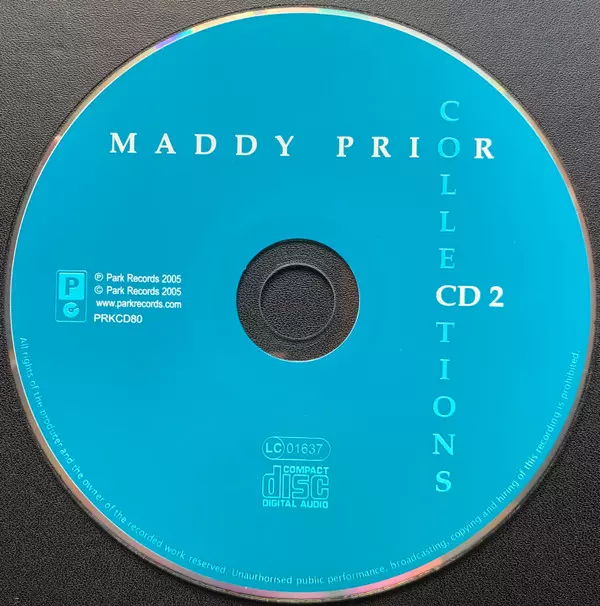 MADDY PRIOR
COLLECTIONS
CD 2
P
℗ Park Records 2005
© Park Records 2005
www.parkrecords.com
PRKCD80
LC 01637
COMPACT
disc
DIGITAL AUDIO
All rights of the producer and the owner of the recorded work reserved. Unauthorised public performance, broadcasting, copying and hiring of this recording is prohibited.